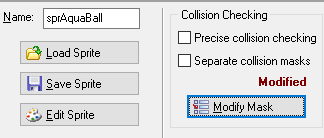 Name: sprAquaBall
Load Sprite
Save Sprite
Edit Sprite
Collision Checking
Precise collision checking
Separate collision masks
Modified
Modify Mask